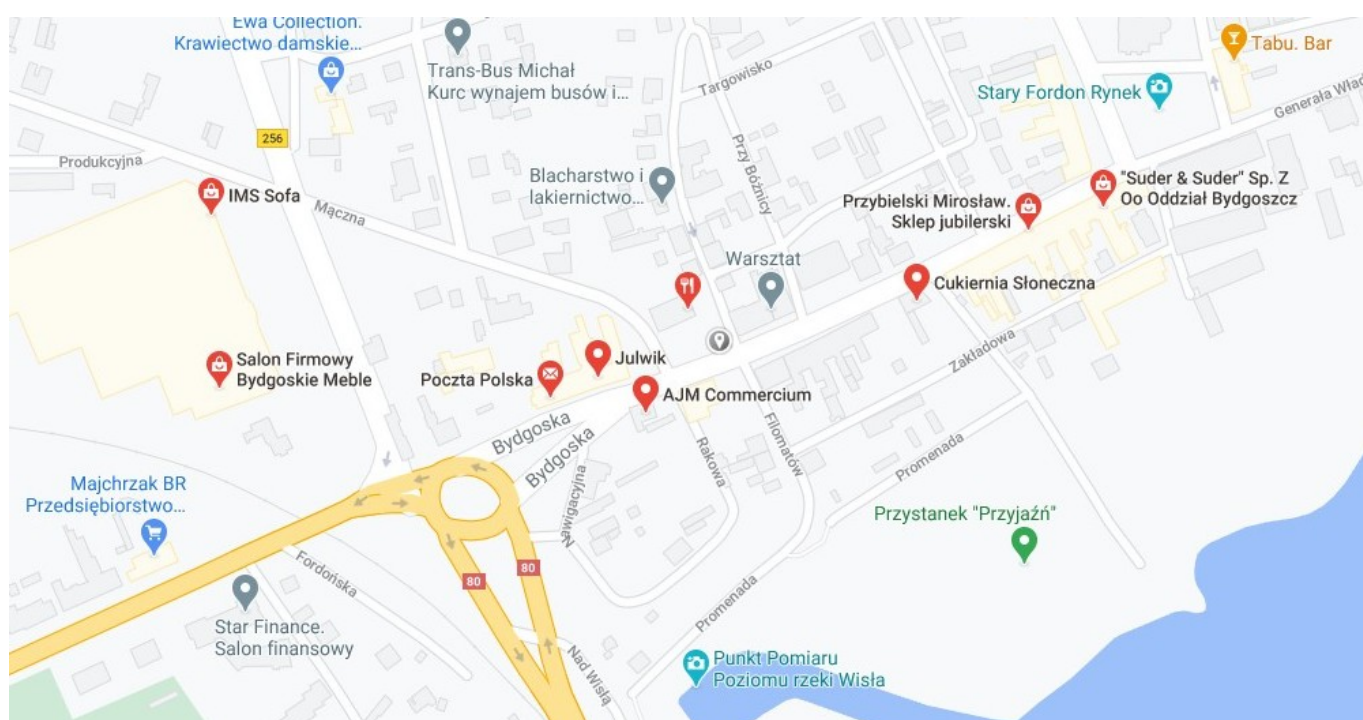 Ewa Collection.
Krawiectwo damskie...
Tabu. Bar
Trans-Bus Michał
Kurc wynajem busów i...
Targowisko
Stary Fordon Rynek
Generała Wład
256
Produkcyjna
Przy Bóżnicy
IMS Sofa
Mączna
Blacharstwo i
lakiernictwo...
"Suder & Suder" Sp. Z
Oo Oddział Bydgoszcz
Przybielski Mirosław.
Sklep jubilerski
Warsztat
Cukiernia Słoneczna
Zakładowa
Salon Firmowy
Bydgoskie Meble
Julwik
Poczta Polska
AJM Commercium
Bydgoska
Bydgoska
Rakowa
Filomatów
Promenada
Majchrzak BR
Przedsiębiorstwo...
Nawigacyjna
Przystanek "Przyjaźń"
Fordońska
80
80
Promenada
Star Finance.
Salon finansowy
Nad Wisłą
Punkt Pomiaru
Poziomu rzeki Wisła